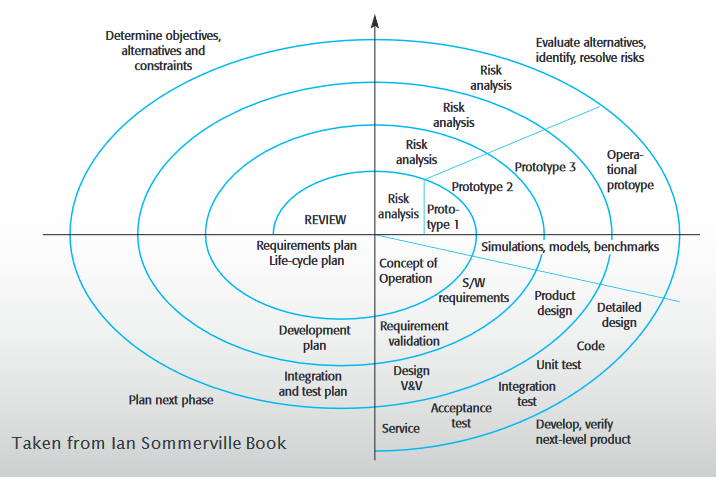 Determine objectives,
alternatives and
constraints
Evaluate alternatives,
identify, resolve risks
Risk
analysis
Risk
analysis
Risk
analysis
Risk
analysis
Proto-
type 1
Prototype 2
Prototype 3
Opera-
tional
protoype
REVIEW
Requirements plan
Life-cycle plan
Simulations, models, benchmarks
Concept of
Operation
S/W
requirements
Product
design
Detailed
design
Development
plan
Requirement
validation
Code
Unit test
Integration
and test plan
Design
V&V
Integration
test
Plan next phase
Acceptance
test
Service
Develop, verify
next-level product
Taken from Ian Sommerville Book